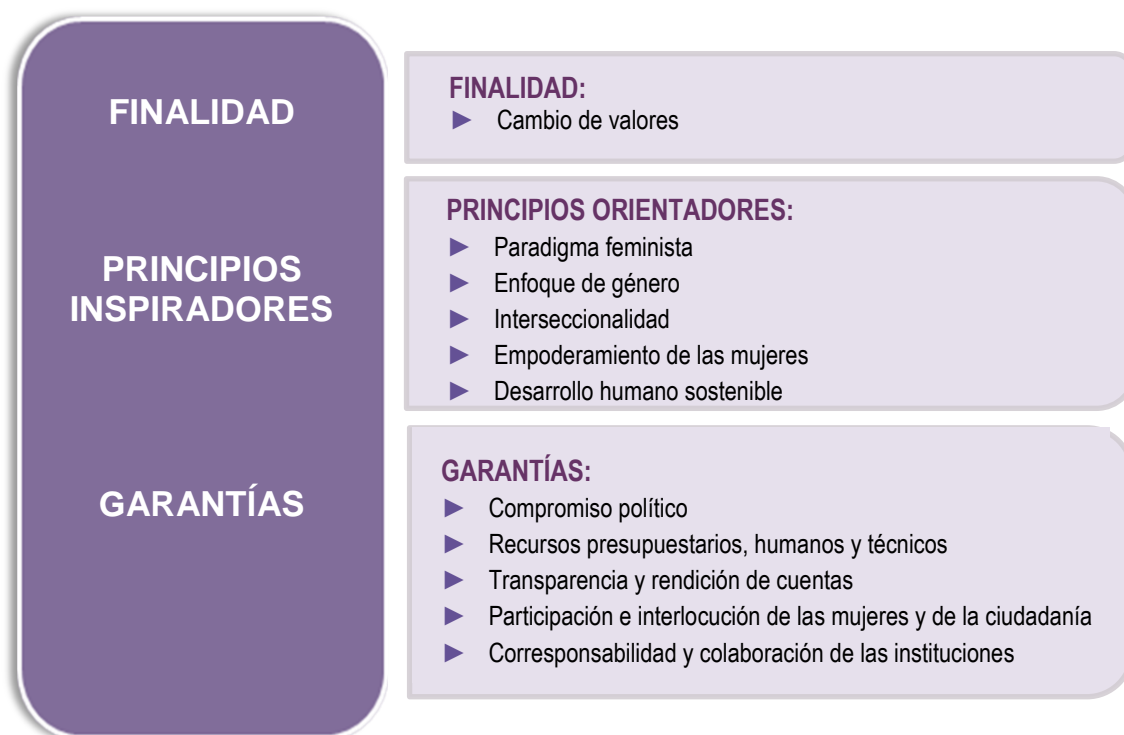 FINALIDAD
PRINCIPIOS
INSPIRADORES
GARANTÍAS
FINALIDAD:
► Cambio de valores
PRINCIPIOS ORIENTADORES:
► Paradigma feminista
► Enfoque de género
► Interseccionalidad
► Empoderamiento de las mujeres
► Desarrollo humano sostenible
GARANTÍAS:
► Compromiso político
► Recursos presupuestarios, humanos y técnicos
► Transparencia y rendición de cuentas
► Participación e interlocución de las mujeres y de la ciudadanía
► Corresponsabilidad y colaboración de las instituciones